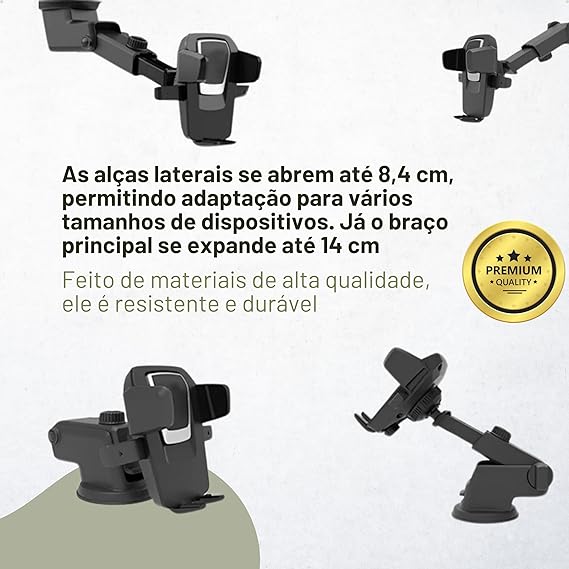 As alças laterais se abrem até 8,4 cm,
permitindo adaptação para vários
tamanhos de dispositivos. Já o braço
principal se expande até 14 cm
Feito de materiais de alta qualidade,
ele é resistente e durável
PREMIUM
QUALITY